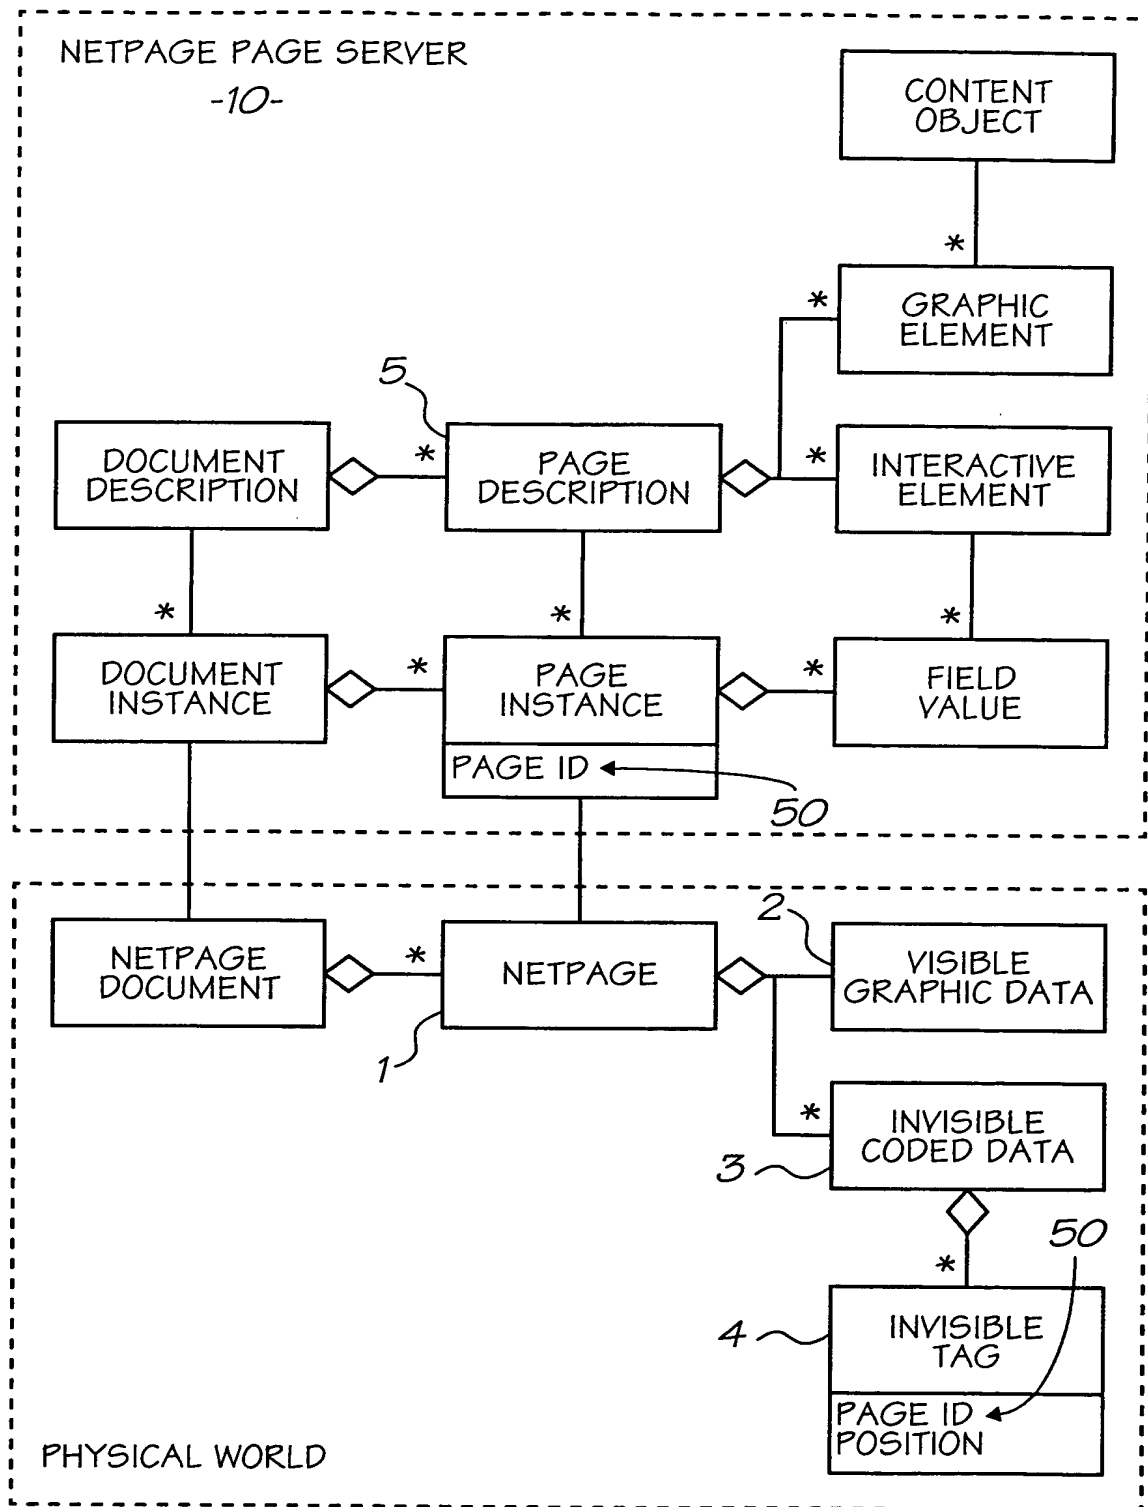 NETPAGE PAGE SERVER
-10-
CONTENT
OBJECT
*
*
GRAPHIC
ELEMENT
5
DOCUMENT
DESCRIPTION
*
PAGE
DESCRIPTION
*
INTERACTIVE
ELEMENT
*
*
*
DOCUMENT
INSTANCE
*
PAGE
INSTANCE
*
FIELD
VALUE
PAGE ID
50
2
NETPAGE
DOCUMENT
*
NETPAGE
VISIBLE
GRAPHIC DATA
1
*
INVISIBLE
CODED DATA
3
50
*
4
INVISIBLE
TAG
PAGE ID
POSITION
PHYSICAL WORLD